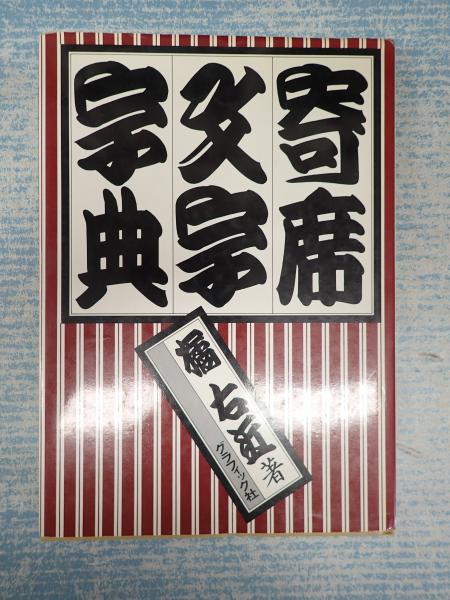 寄席
文字
字典
橘右近著
グラフィック社